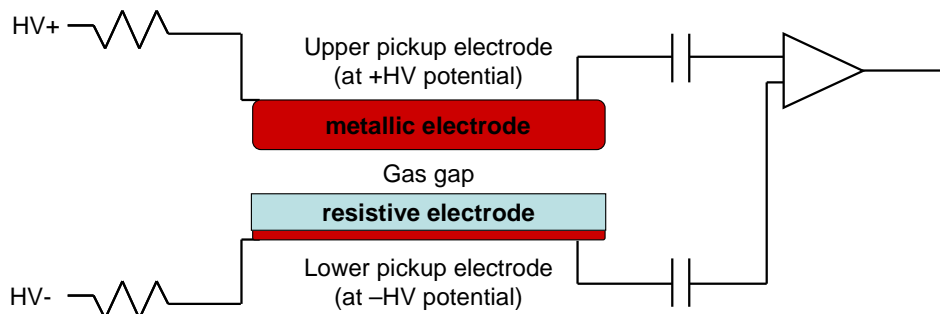 HV+
Upper pickup electrode
(at +HV potential)
metallic electrode
Gas gap
resistive electrode
Lower pickup electrode
(at –HV potential)
HV-